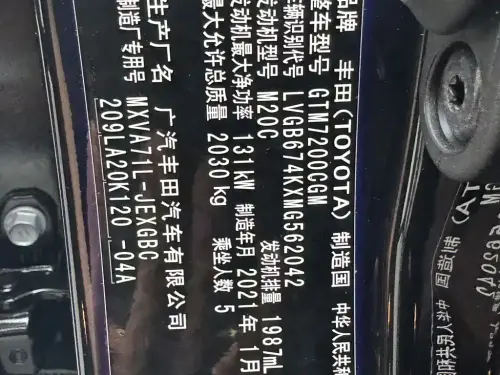 品牌 丰田(TOYOTA) 制造国 中华人民共和
整车型号 GTM7200CGM
车辆识别代号 LVGB674KXMG562042
发动机型号 M20C 发动机排量 1987mL
发动机最大净功率 131kW 制造年月 2021年1月
最大允许总质量 2030kg 乘坐人数 5
生产厂名 广汽丰田汽车有限公司
制造厂专用号 MXVA71L-JEXGBC
209LA20K120-04A